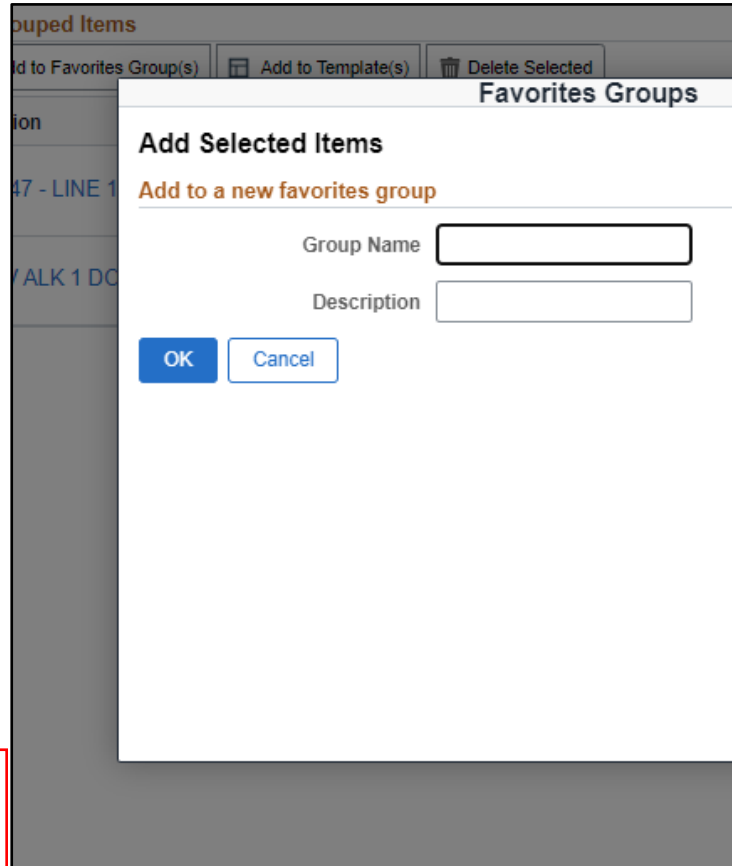 ouped Items
ld to Favorites Group(s) Add to Template(s) Delete Selected
Favorites Groups
ion
Add Selected Items
47 - LINE 1
Add to a new favorites group
Group Name
/ ALK 1 DO
Description
OK Cancel